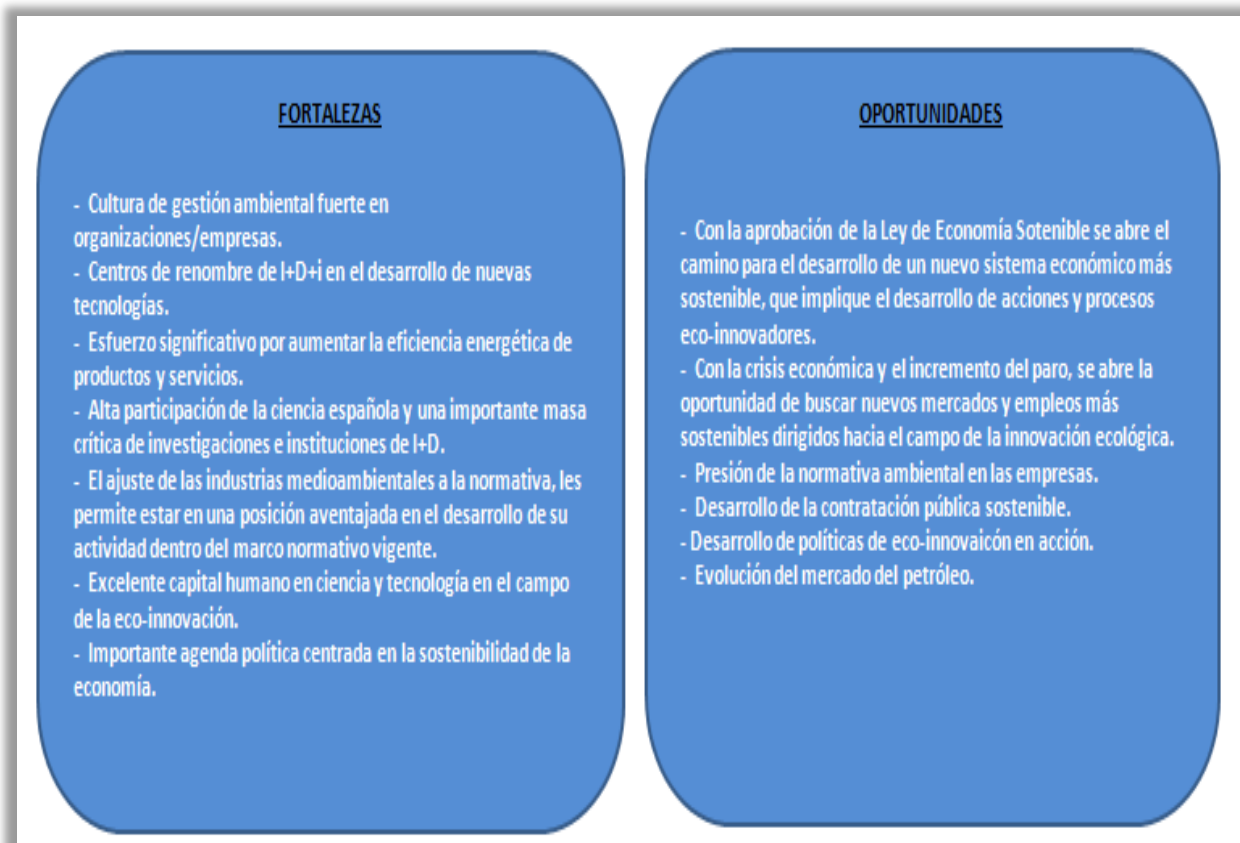 FORTALEZAS
- Cultura de gestión ambiental fuerte en
organizaciones/empresas.
- Centros de renombre de I+D+i en el desarrollo de nuevas
tecnologías.
- Esfuerzo significativo por aumentar la eficiencia energética de
productos y servicios.
- Alta participación de la ciencia española y una importante masa
crítica de investigaciones e instituciones de I+D.
- El ajuste de las industrias medioambientales a la normativa, les
permite estar en una posición aventajada en el desarrollo de su
actividad dentro del marco normativo vigente.
- Excelente capital humano en ciencia y tecnología en el campo
de la eco-innovación.
- Importante agenda política centrada en la sostenibilidad de la
economía.
OPORTUNIDADES
- Con la aprobación de la Ley de Economía Sotenible se abre el
camino para el desarrollo de un nuevo sistema económico más
sostenible, que implique el desarrollo de acciones y procesos
eco-innovadores.
- Con la crisis económica y el incremento del paro, se abre la
oportunidad de buscar nuevos mercados y empleos más
sostenibles dirigidos hacia el campo de la innovación ecológica.
- Presión de la normativa ambiental en las empresas.
- Desarrollo de la contratación pública sostenible.
- Desarrollo de políticas de eco-innovaicón en acción.
- Evolución del mercado del petróleo.